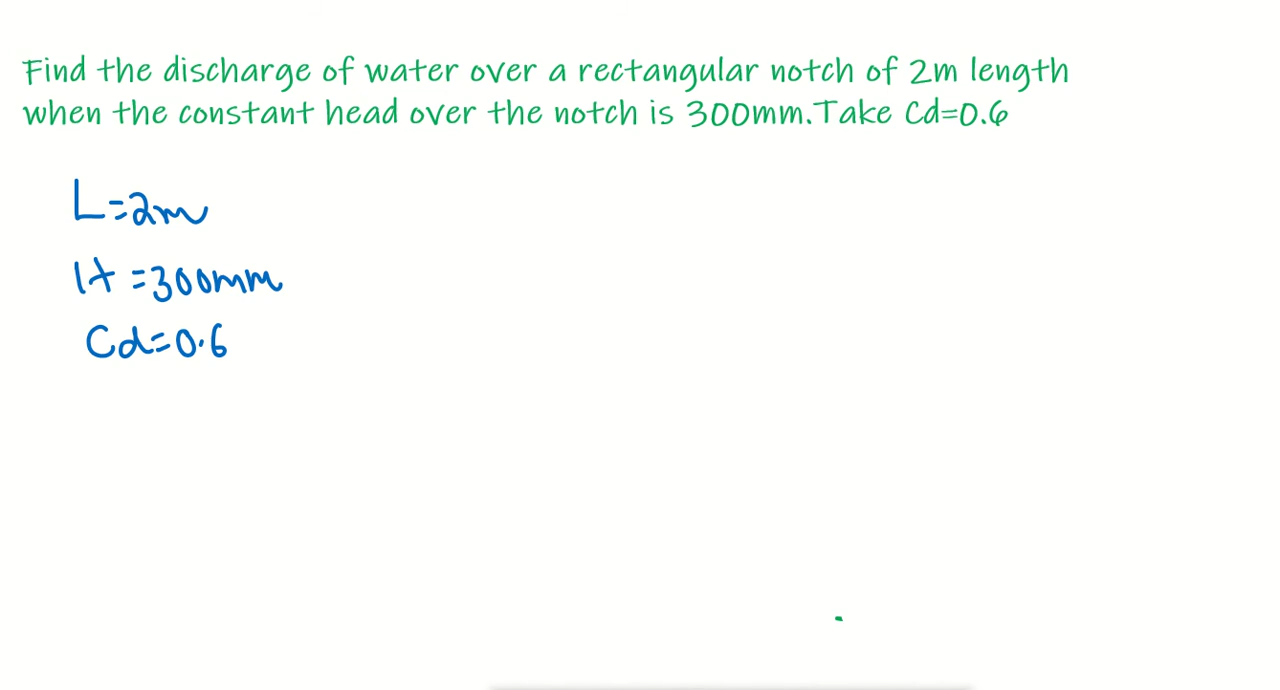 Find the discharge of water over a rectangular notch of 2m length
when the constant head over the notch is 300mm.Take Cd=0.6
L=2m
H=300mm
Cd=0.6